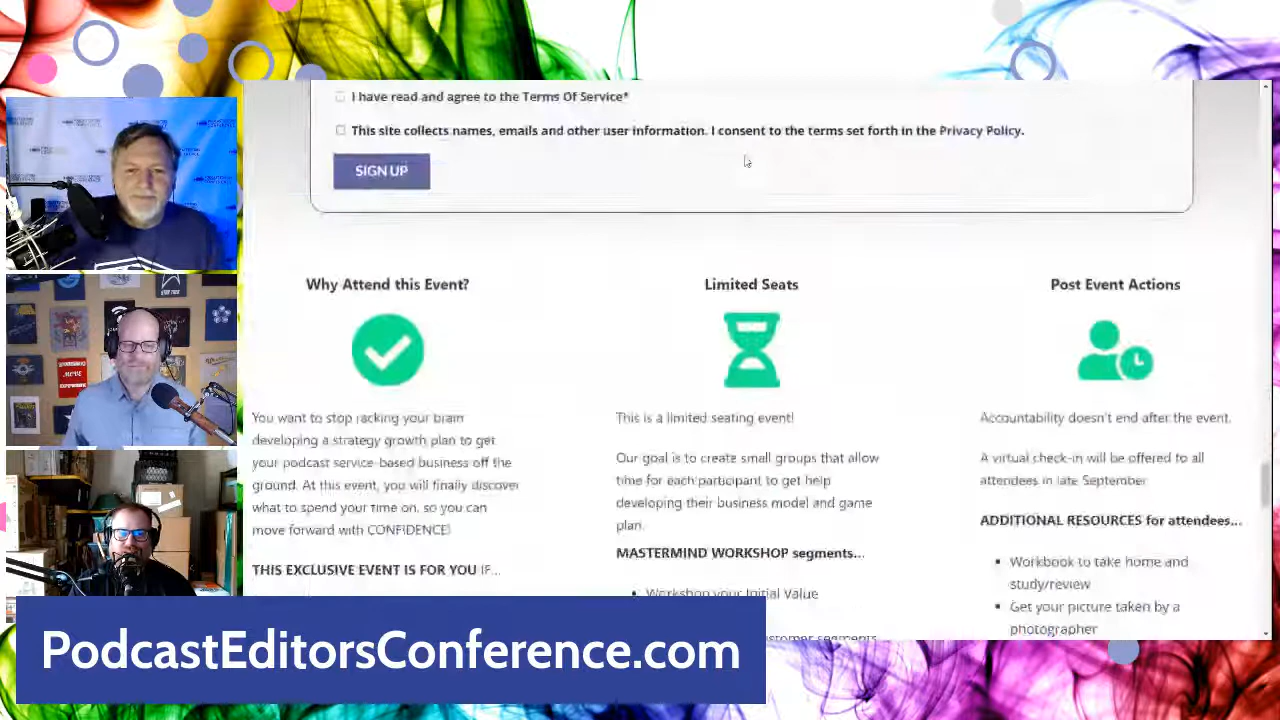 I have read and agree to the Terms Of Service*
This site collects names, emails and other user information. I consent to the terms set forth in the Privacy Policy.
SIGN UP
Why Attend this Event?
You want to stop racking your brain
developing a strategy growth plan to get
your podcast service-based business off the
ground. At this event, you will finally discover
what to spend your time on, so you can
move forward with CONFIDENCE!
THIS EXCLUSIVE EVENT IS FOR YOU IF...
Limited Seats
This is a limited seating event!
Our goal is to create small groups that allow
time for each participant to get help
developing their business model and game
plan.
MASTERMIND WORKSHOP segments...
Workshop your Initial Value
customer segments
Post Event Actions
Accountability doesn't end after the event.
A virtual check-in will be offered to all
attendees in late September
ADDITIONAL RESOURCES for attendees...
Workbook to take home and
study/review
Get your picture taken by a
photographer
PodcastEditorsConference.com